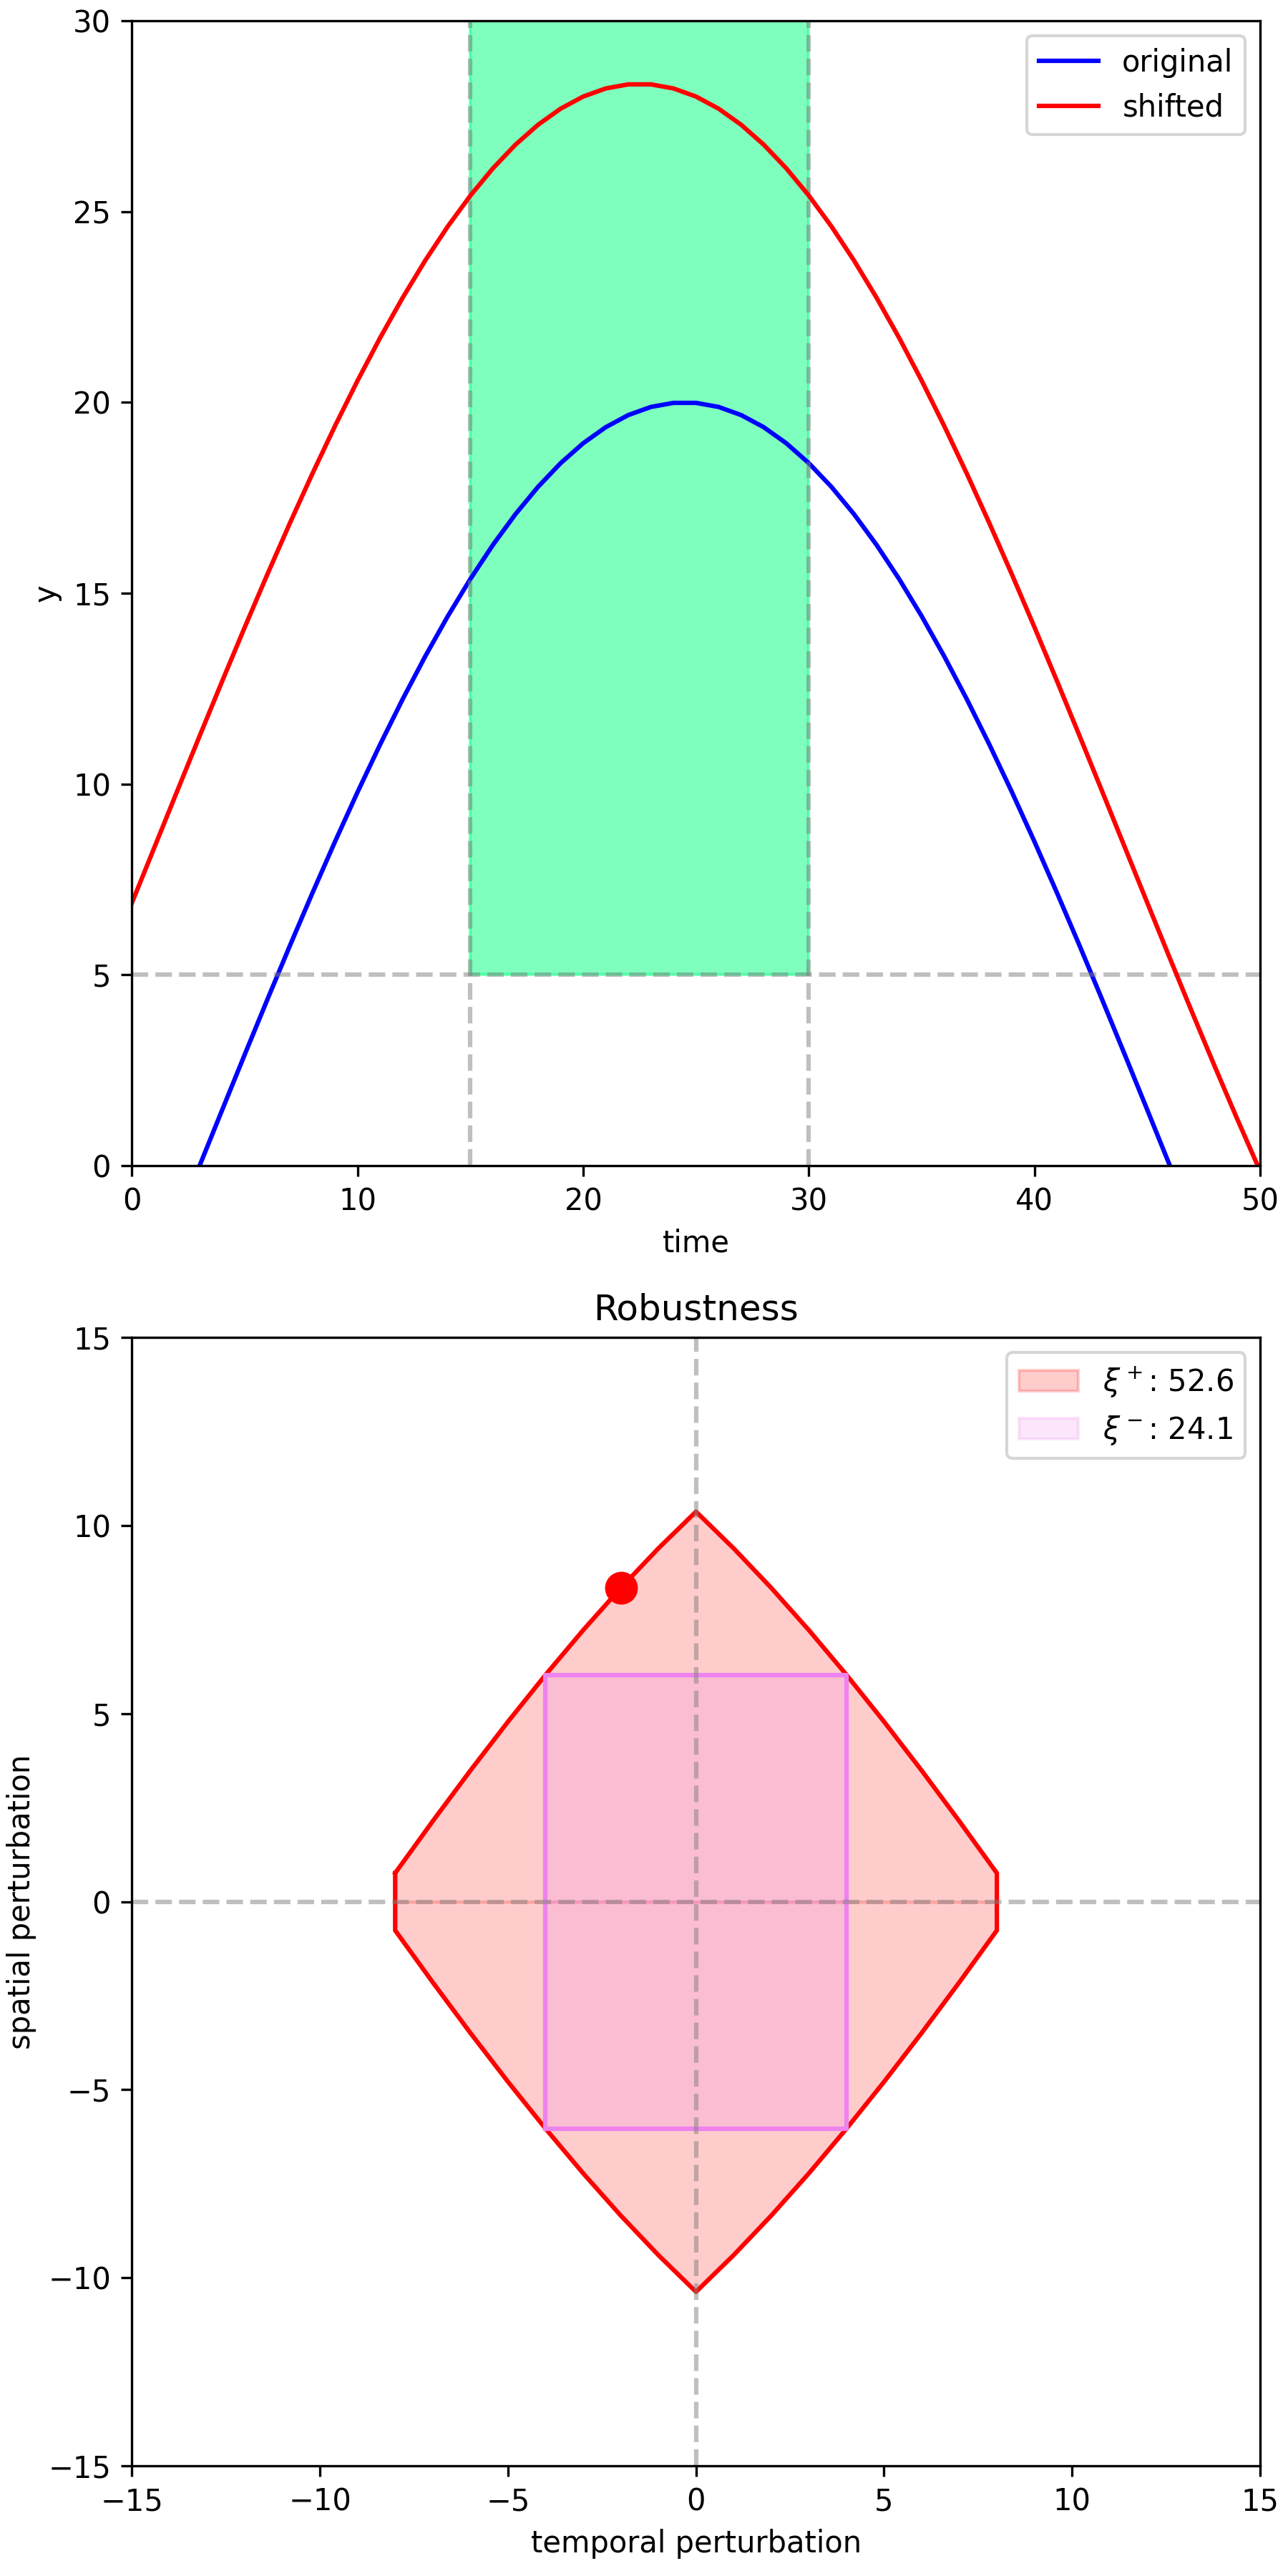 30
25
20
15
10
5
0
y
original
shifted
0 10 20 30 40 50
time
Robustness
15
10
5
0
−5
−10
−15
spatial perturbation
ξ⁺: 52.6
ξ⁻: 24.1
−15 −10 −5 0 5 10 15
temporal perturbation